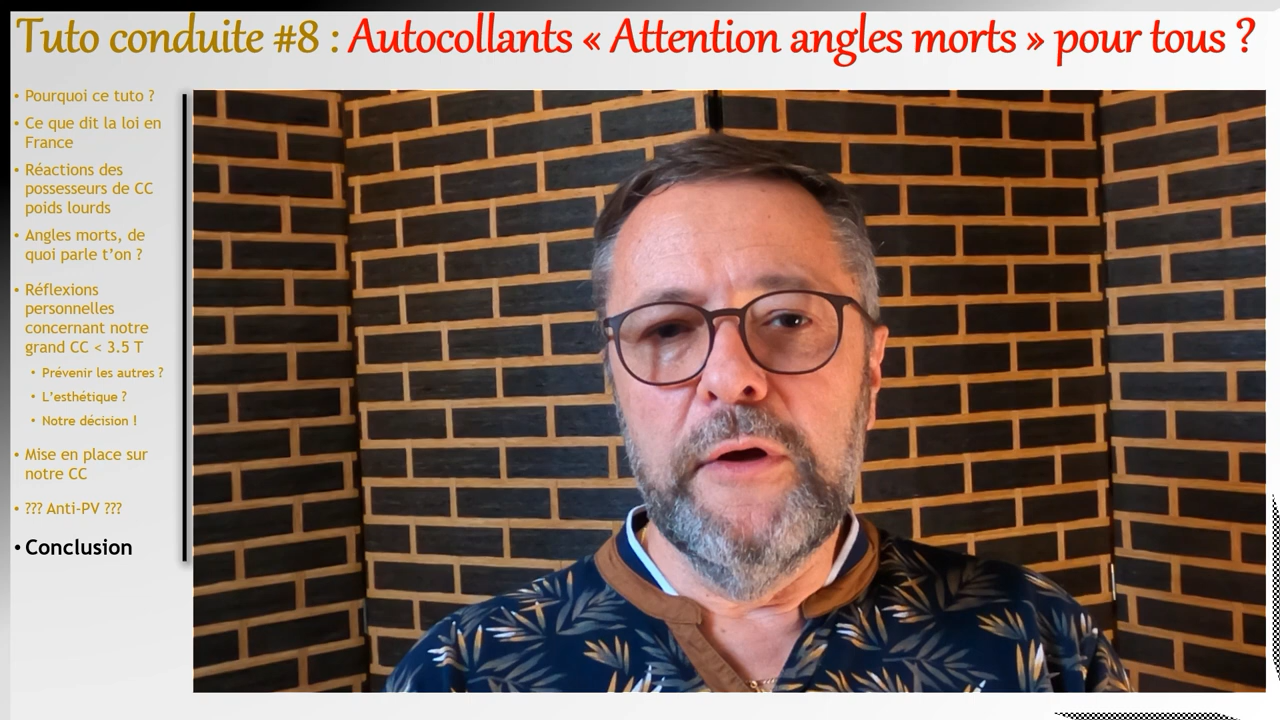 Tuto conduite #8 : Autocollants « Attention angles morts » pour tous ?
• Pourquoi ce tuto ?
• Ce que dit la loi en
France
• Réactions des
possesseurs de CC
poids lourds
• Angles morts, de
quoi parle t'on ?
• Réflexions
personnelles
concernant notre
grand CC < 3.5 T
• Prévenir les autres ?
• L'esthétique ?
• Notre décision !
• Mise en place sur
notre CC
• ??? Anti-PV ???
• Conclusion